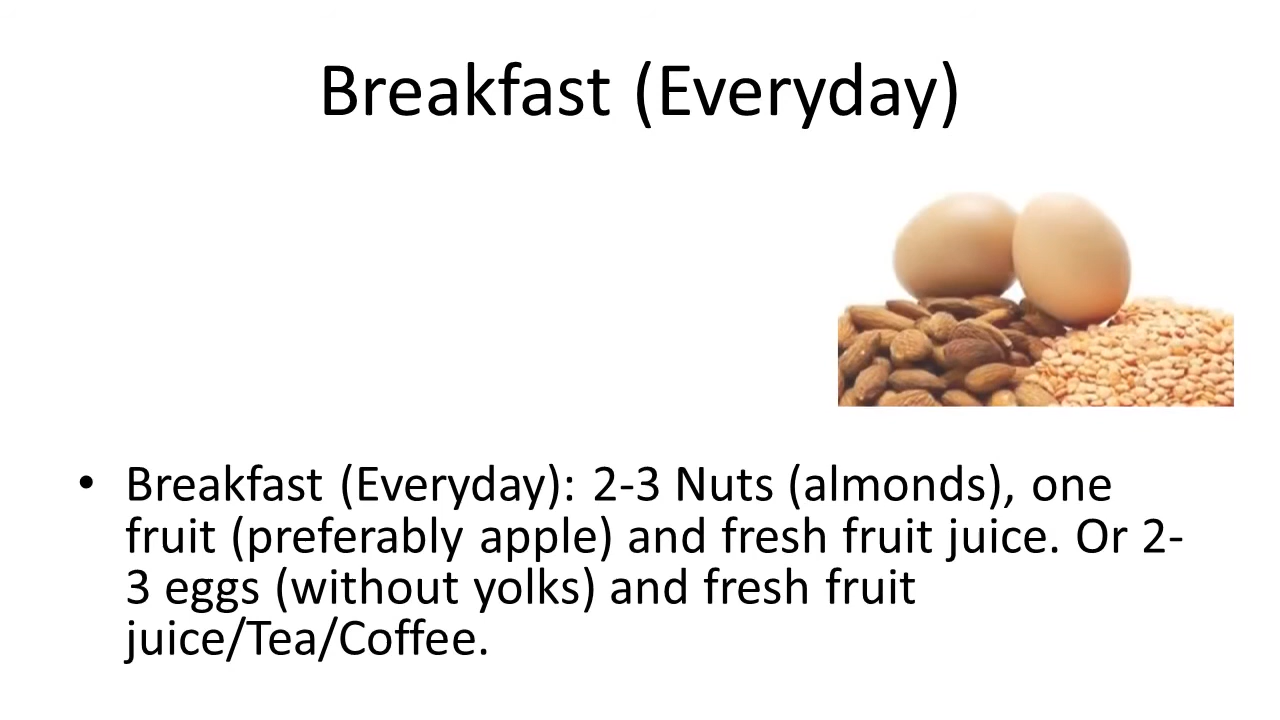 Breakfast (Everyday)
• Breakfast (Everyday): 2-3 Nuts (almonds), one
fruit (preferably apple) and fresh fruit juice. Or 2-
3 eggs (without yolks) and fresh fruit
juice/Tea/Coffee.